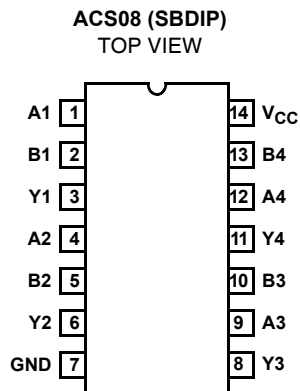 ACS08 (SBDIP)
TOP VIEW
A1 1 14 VCC
B1 2 13 B4
Y1 3 12 A4
A2 4 11 Y4
B2 5 10 B3
Y2 6 9 A3
GND 7 8 Y3